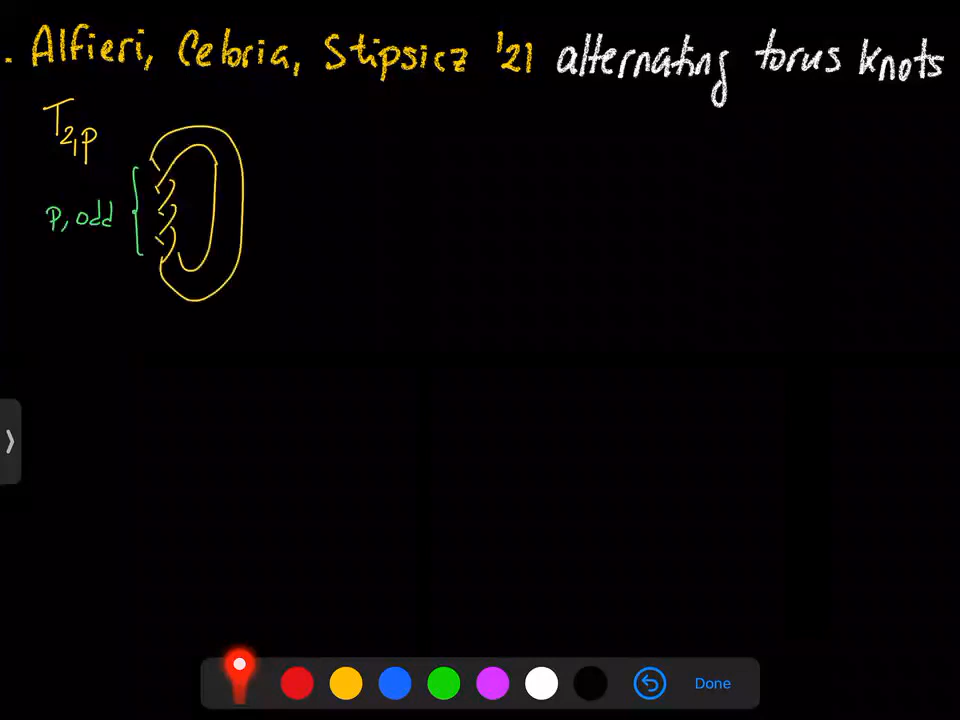 . Alfieri, Celoria, Stipsicz '21 alternating torus knots
T2,p
p, odd
Done